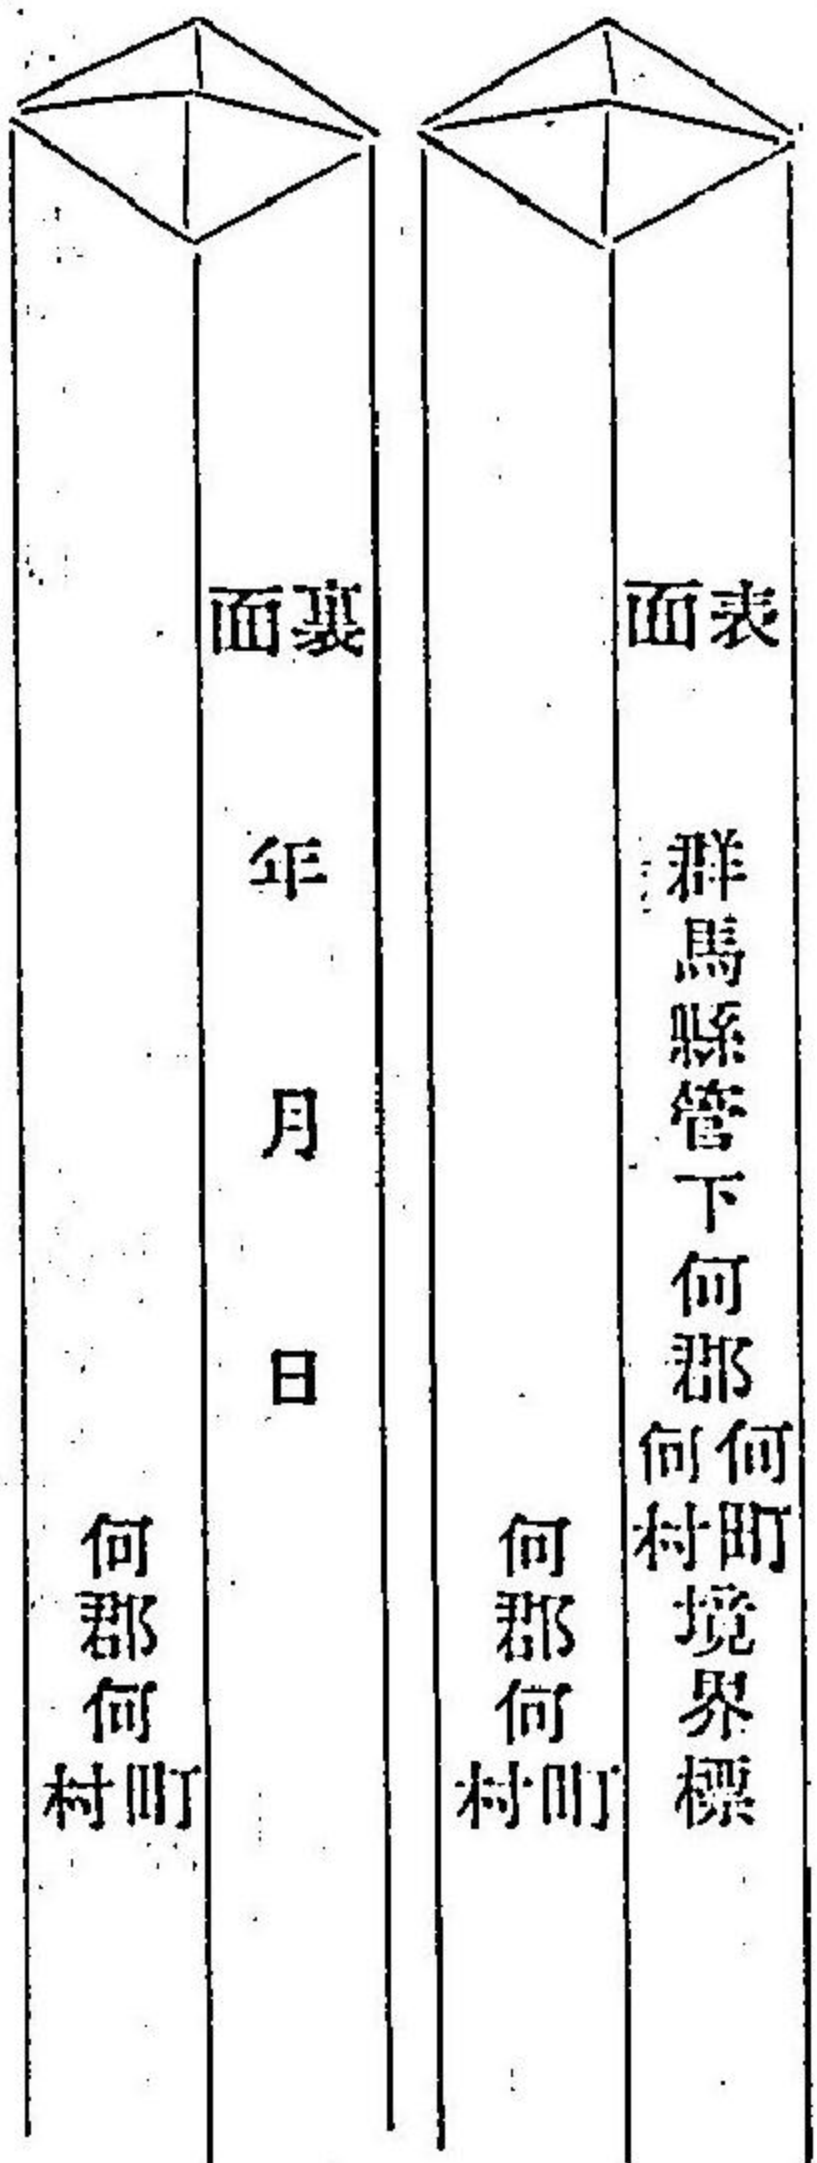 表面
群馬縣管下何郡何町何村境界標
何郡何町村
裏面
年月日
何郡何町村